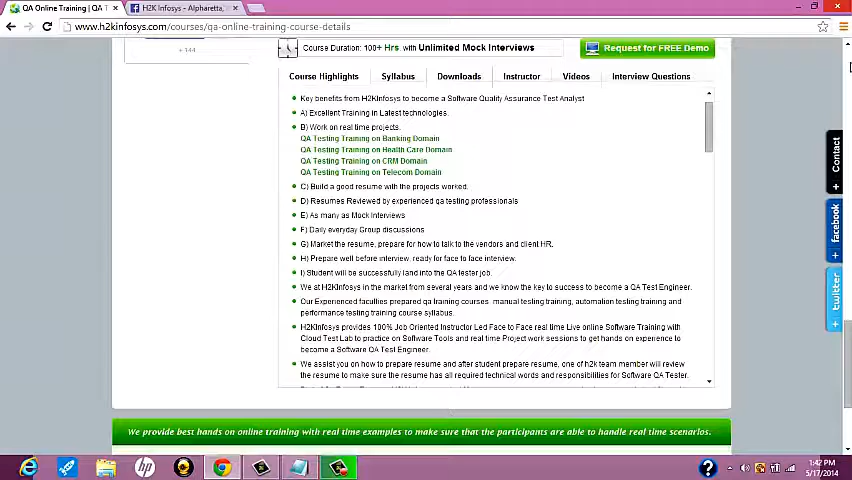 QA Online Training | QA T
H2K Infosys | Alpharetta,
www.h2kinfosys.com/courses/qa-online-training-course-details
+ 144
Course Duration: 100+ Hrs. with Unlimited Mock Interviews
Request for FREE Demo
Course Highlights Syllabus Downloads Instructor Videos Interview Questions
Key benefits from H2KInfosys to become a Software Quality Assurance Test Analyst
A) Excellent Training in Latest technologies.
B) Work on real time projects.
QA Testing Training on Banking Domain
QA Testing Training on Health Care Domain
QA Testing Training on CRM Domain
QA Testing Training on Telecom Domain
C) Build a good resume with the projects worked.
D) Resumes Reviewed by experienced qa testing professionals
E) As many as Mock Interviews
F) Daily everyday Group discussions
G) Market the resume, prepare for how to talk to the vendors and client HR.
H) Prepare well before interview, ready for face to face interview.
I) Student will be successfully land into the QA tester job.
We at H2KInfosys in the market from several years and we know the key to success to become a QA Test Engineer.
Our Experienced faculties prepared qa training courses manual testing training, automation testing training and
performance testing training course syllabus.
H2KInfosys provides 100% Job Oriented Instructor Led Face to Face real time Live online Software Training with
Cloud Test Lab to practice on Software Tools and real time Project work sessions to get hands on experience to
become a Software QA Test Engineer.
We assist you on how to prepare resume and after student prepare resume, one of h2k team member will review
the resume to make sure the resume has all required technical words and responsibilities for Software QA Tester.
Contact
facebook
twitter
We provide best hands on online training with real time examples to make sure that the participants are able to handle real time scenarios.
hp
1:42 PM
5/17/2014